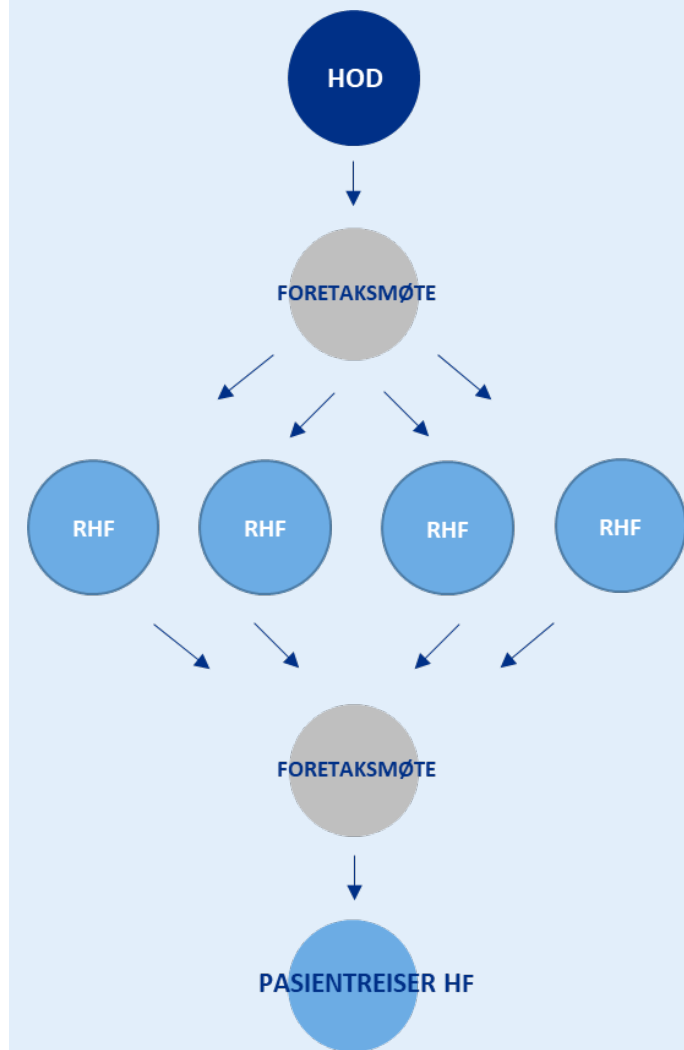 HOD
FORETAKSMØTE
RHF
RHF
RHF
RHF
FORETAKSMØTE
PASIENTREISER HF